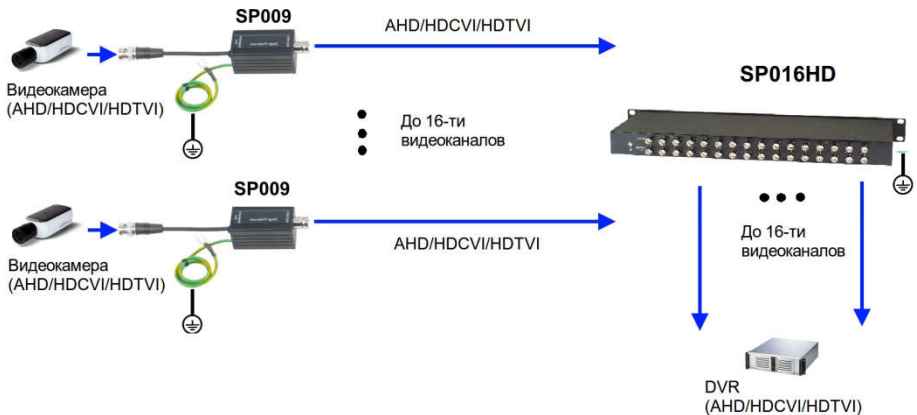 SP009
AHD/HDCVI/HDTVI
Видеокамера
(AHD/HDCVI/HDTVI)
До 16-ти
видеоканалов
SP016HD
SP009
AHD/HDCVI/HDTVI
Видеокамера
(AHD/HDCVI/HDTVI)
До 16-ти
видеоканалов
DVR
(AHD/HDCVI/HDTVI)